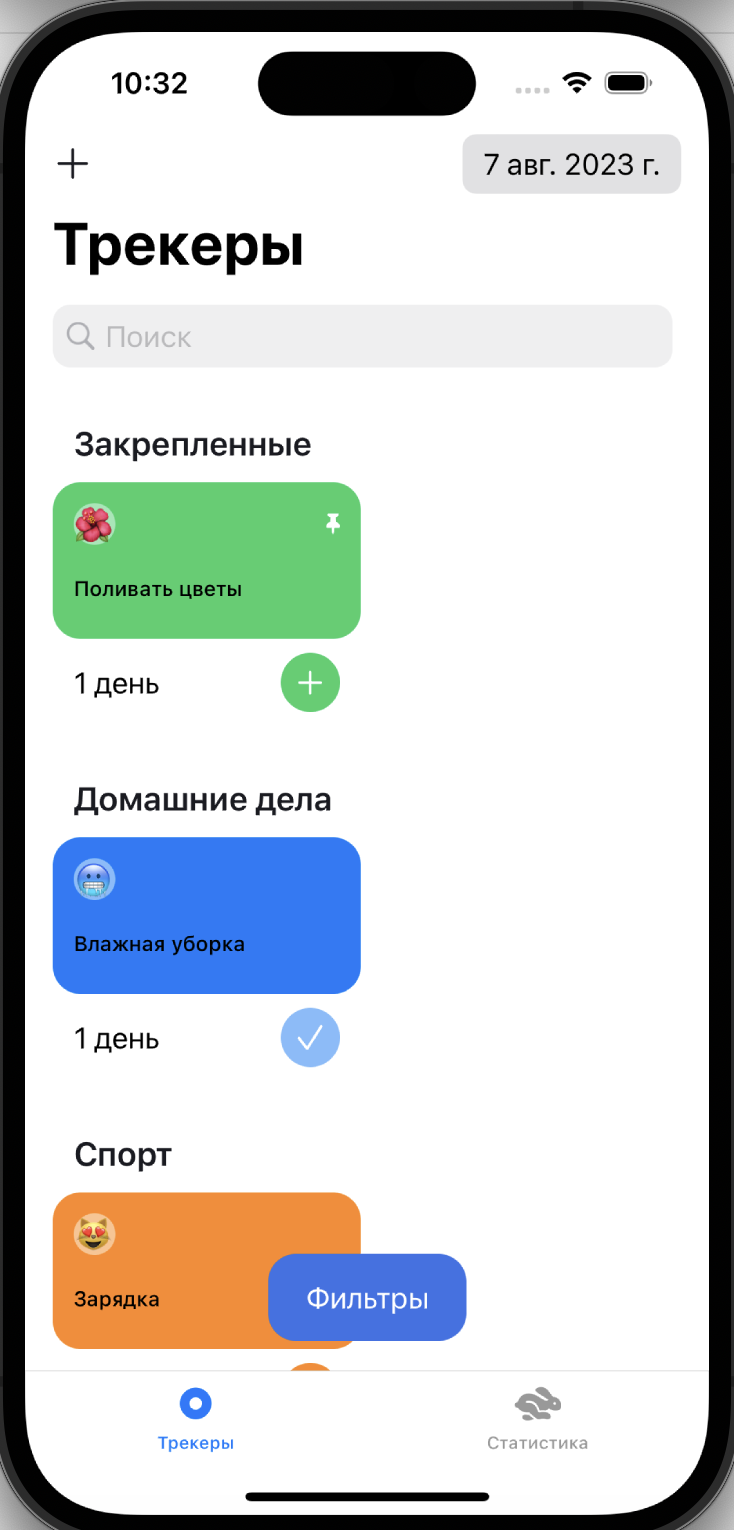 10:32
7 авг. 2023 г.
Трекеры
Поиск
Закрепленные
Поливать цветы
1 день
Домашние дела
Влажная уборка
1 день
Спорт
Зарядка
Фильтры
Трекеры
Статистика